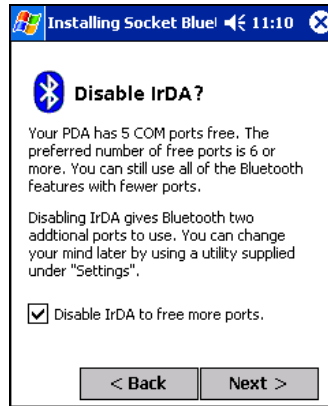 Installing Socket Blue 11:10
Disable IrDA?
Your PDA has 5 COM ports free. The
preferred number of free ports is 6 or
more. You can still use all of the Bluetooth
features with fewer ports.
Disabling IrDA gives Bluetooth two
addtional ports to use. You can change
your mind later by using a utility supplied
under "Settings".
Disable IrDA to free more ports.
< Back Next >